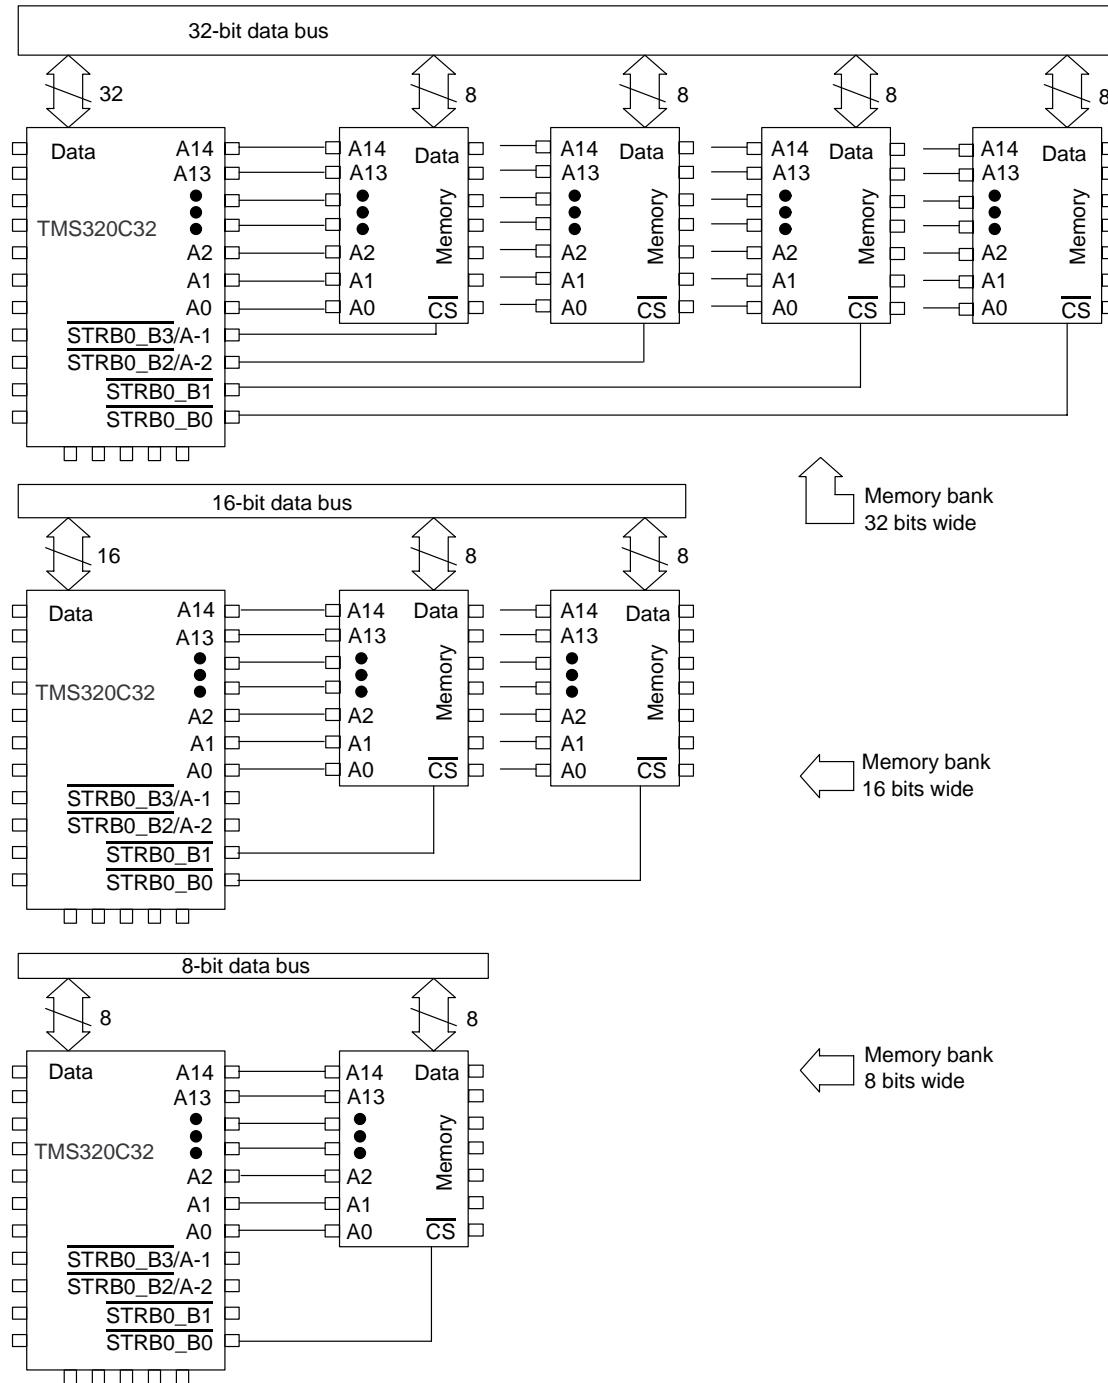 32-bit data bus
32
8
8
8
8
Data
A14
A13
TMS320C32
A2
A1
A0
STRB0_B3/A-1
STRB0_B2/A-2
STRB0_B1
STRB0_B0
A14
Data
A13
Memory
A2
A1
A0
CS
A14
Data
A13
Memory
A2
A1
A0
CS
A14
Data
A13
Memory
A2
A1
A0
CS
A14
Data
A13
Memory
A2
A1
A0
CS
Memory bank
32 bits wide
16-bit data bus
16
8
8
Data
A14
A13
TMS320C32
A2
A1
A0
STRB0_B3/A-1
STRB0_B2/A-2
STRB0_B1
STRB0_B0
A14
Data
A13
Memory
A2
A1
A0
CS
A14
Data
A13
Memory
A2
A1
A0
CS
Memory bank
16 bits wide
8-bit data bus
8
8
Data
A14
A13
TMS320C32
A2
A1
A0
STRB0_B3/A-1
STRB0_B2/A-2
STRB0_B1
STRB0_B0
A14
Data
A13
Memory
A2
A1
A0
CS
Memory bank
8 bits wide